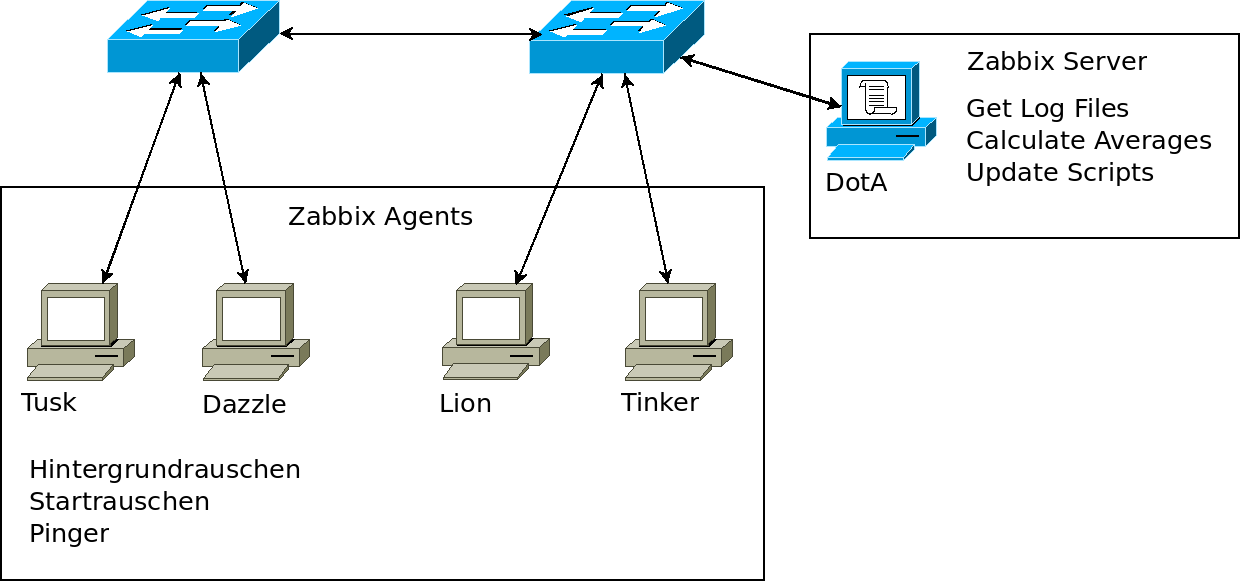 Zabbix Server
Get Log Files
Calculate Averages
Update Scripts
DotA
Zabbix Agents
Tusk
Dazzle
Lion
Tinker
Hintergrundrauschen
Startrauschen
Pinger